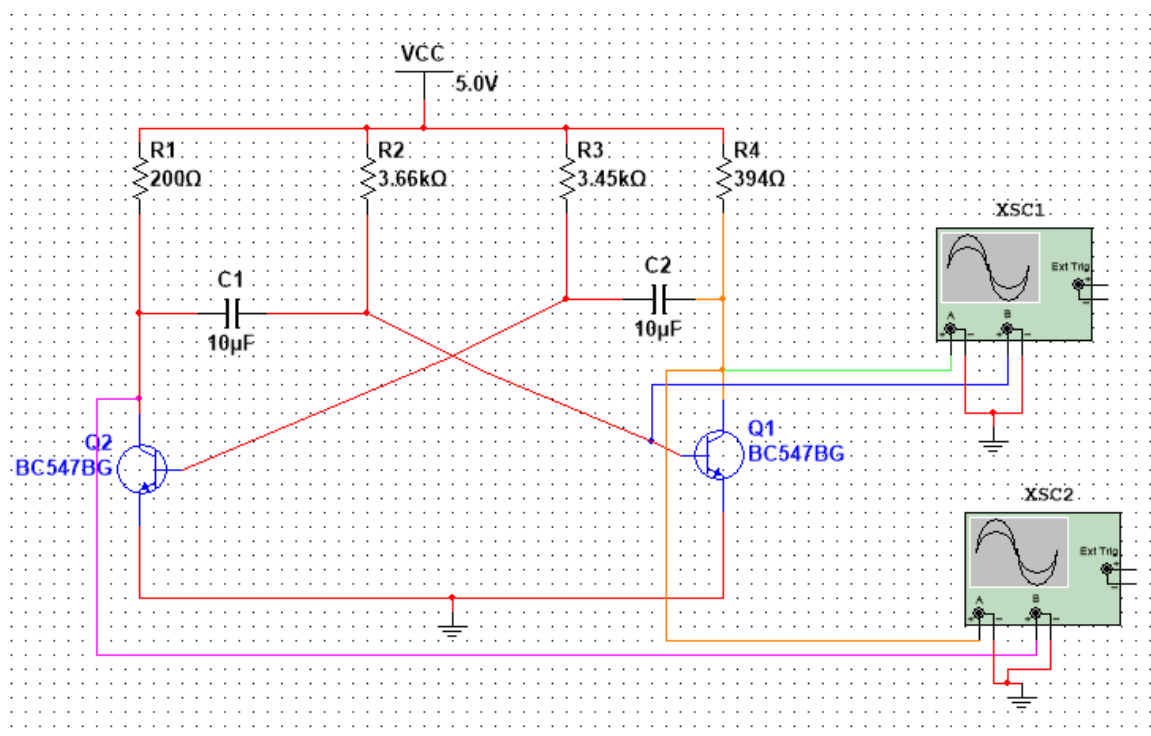 VCC
5.0V
R1
200Ω
R2
3.66kΩ
R3
3.45kΩ
R4
394Ω
XSC1
Ext Trig
+
−
A
B
+
−
+
−
C1
10µF
C2
10µF
Q2
BC547BG
Q1
BC547BG
XSC2
Ext Trig
+
−
A
B
+
−
+
−